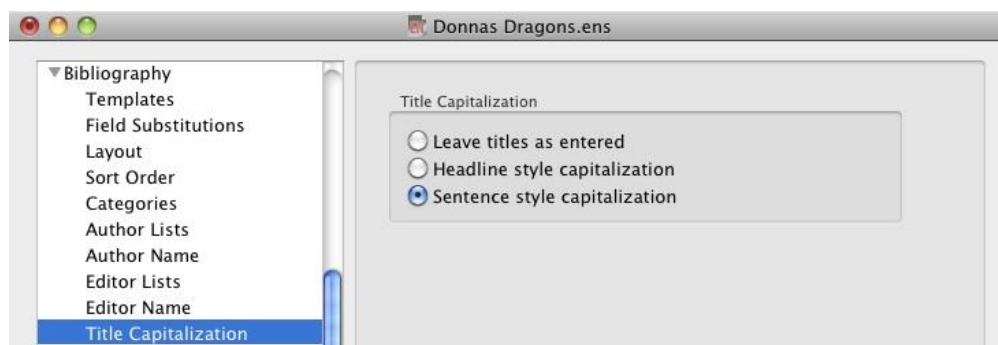 Donnas Dragons.ens
Bibliography
Templates
Field Substitutions
Layout
Sort Order
Categories
Author Lists
Author Name
Editor Lists
Editor Name
Title Capitalization
Title Capitalization
Leave titles as entered
Headline style capitalization
Sentence style capitalization